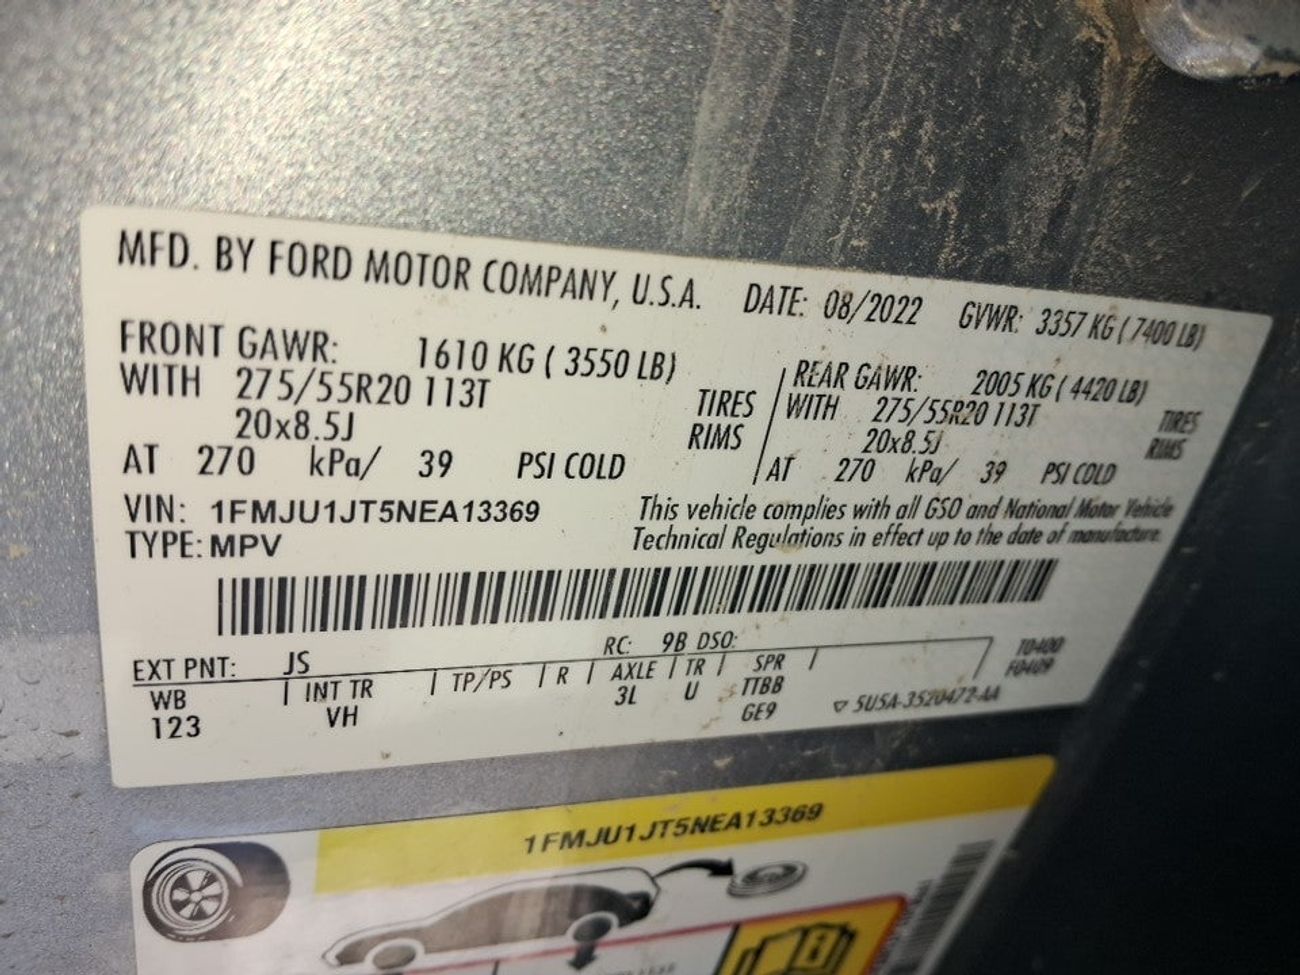 MFD. BY FORD MOTOR COMPANY, U.S.A. DATE: 08/2022 GVWR: 3357 KG ( 7400 LB)
FRONT GAWR: 1610 KG ( 3550 LB)
WITH 275/55R20 113T TIRES
20x8.5J RIMS
AT 270 kPa/ 39 PSI COLD
REAR GAWR: 2005 KG ( 4420 LB)
WITH 275/55R20 113T TIRES
20x8.5J RIMS
AT 270 kPa/ 39 PSI COLD
VIN: 1FMJU1JT5NEA13369
TYPE: MPV
This vehicle complies with all GSO and National Motor Vehicle
Technical Regulations in effect up to the date of manufacture.
EXT PNT: JS RC: 9B DSO:
WB INT TR TP/PS R AXLE TR SPR
123 VH 3L U TTBB
GE9
T0400
F0409
5U5A-3520472-AA
1FMJU1JT5NEA13369